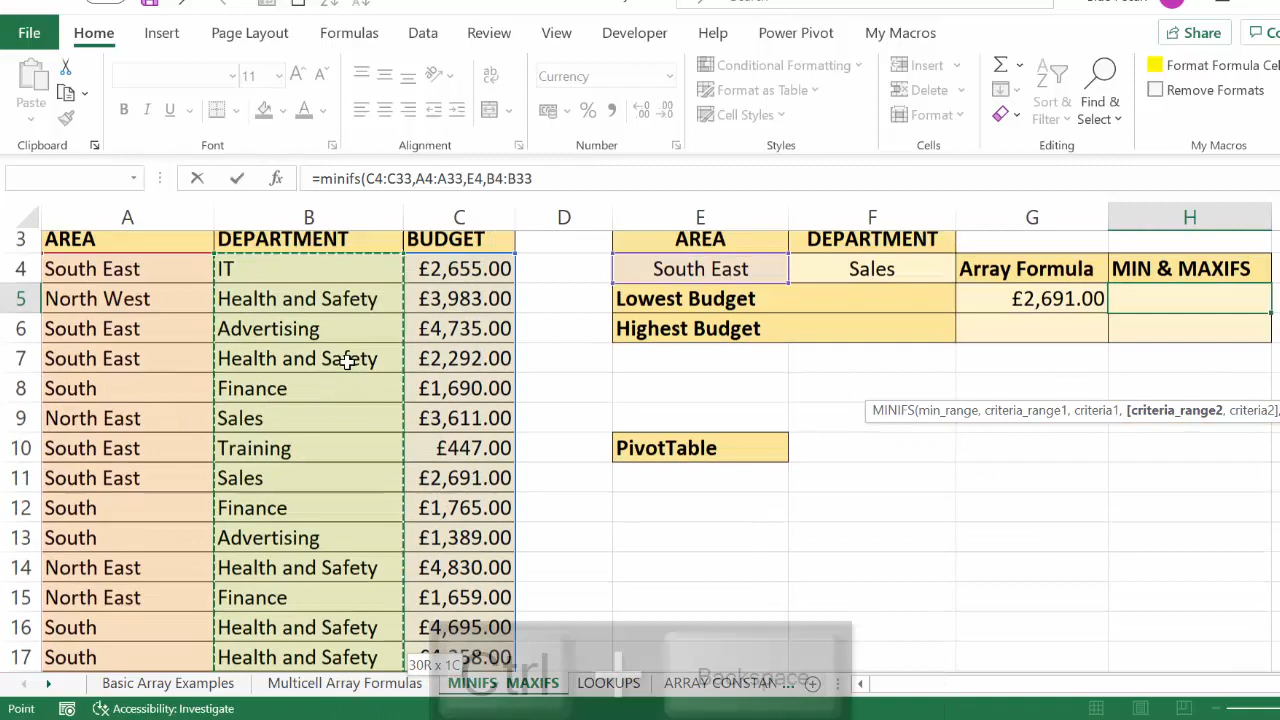 File Home Insert Page Layout Formulas Data Review View Developer Help Power Pivot My Macros Share
Paste
11
B I U
A
ab
Currency
%
Conditional Formatting
Format as Table
Cell Styles
Insert
Delete
Format
Sort & Filter
Find & Select
Format Formula Cel
Remove Formats
Clipboard Font Alignment Number Styles Cells Editing My Macros
fx =minifs(C4:C33,A4:A33,E4,B4:B33
A B C D E F G H
3 AREA DEPARTMENT BUDGET AREA DEPARTMENT
4 South East IT £2,655.00 South East Sales Array Formula MIN & MAXIFS
5 North West Health and Safety £3,983.00 Lowest Budget £2,691.00
6 South East Advertising £4,735.00 Highest Budget
7 South East Health and Safety £2,292.00
8 South Finance £1,690.00
9 North East Sales £3,611.00
MINIFS(min_range, criteria_range1, criteria1, [criteria_range2, criteria2],
10 South East Training £447.00 PivotTable
11 South East Sales £2,691.00
12 South Finance £1,765.00
13 South Advertising £1,389.00
14 North East Health and Safety £4,830.00
15 North East Finance £1,659.00
16 South Health and Safety £4,695.00
17 South Health and Safety
30R x 1C
Ctrl + Backspace
Basic Array Examples Multicell Array Formulas MINIFS MAXIFS LOOKUPS ARRAY CONSTAN ...
Point Accessibility: Investigate